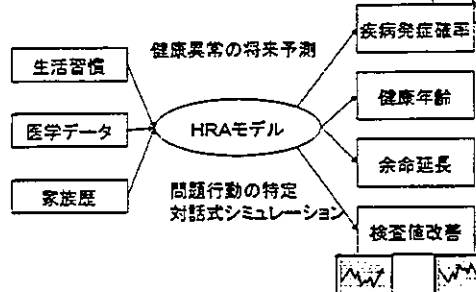 疾病発症確率
健康異常の将来予測
生活習慣
健康年齢
医学データ
HRAモデル
余命延長
家族歴
問題行動の特定
対話式シミュレーション
検査値改善